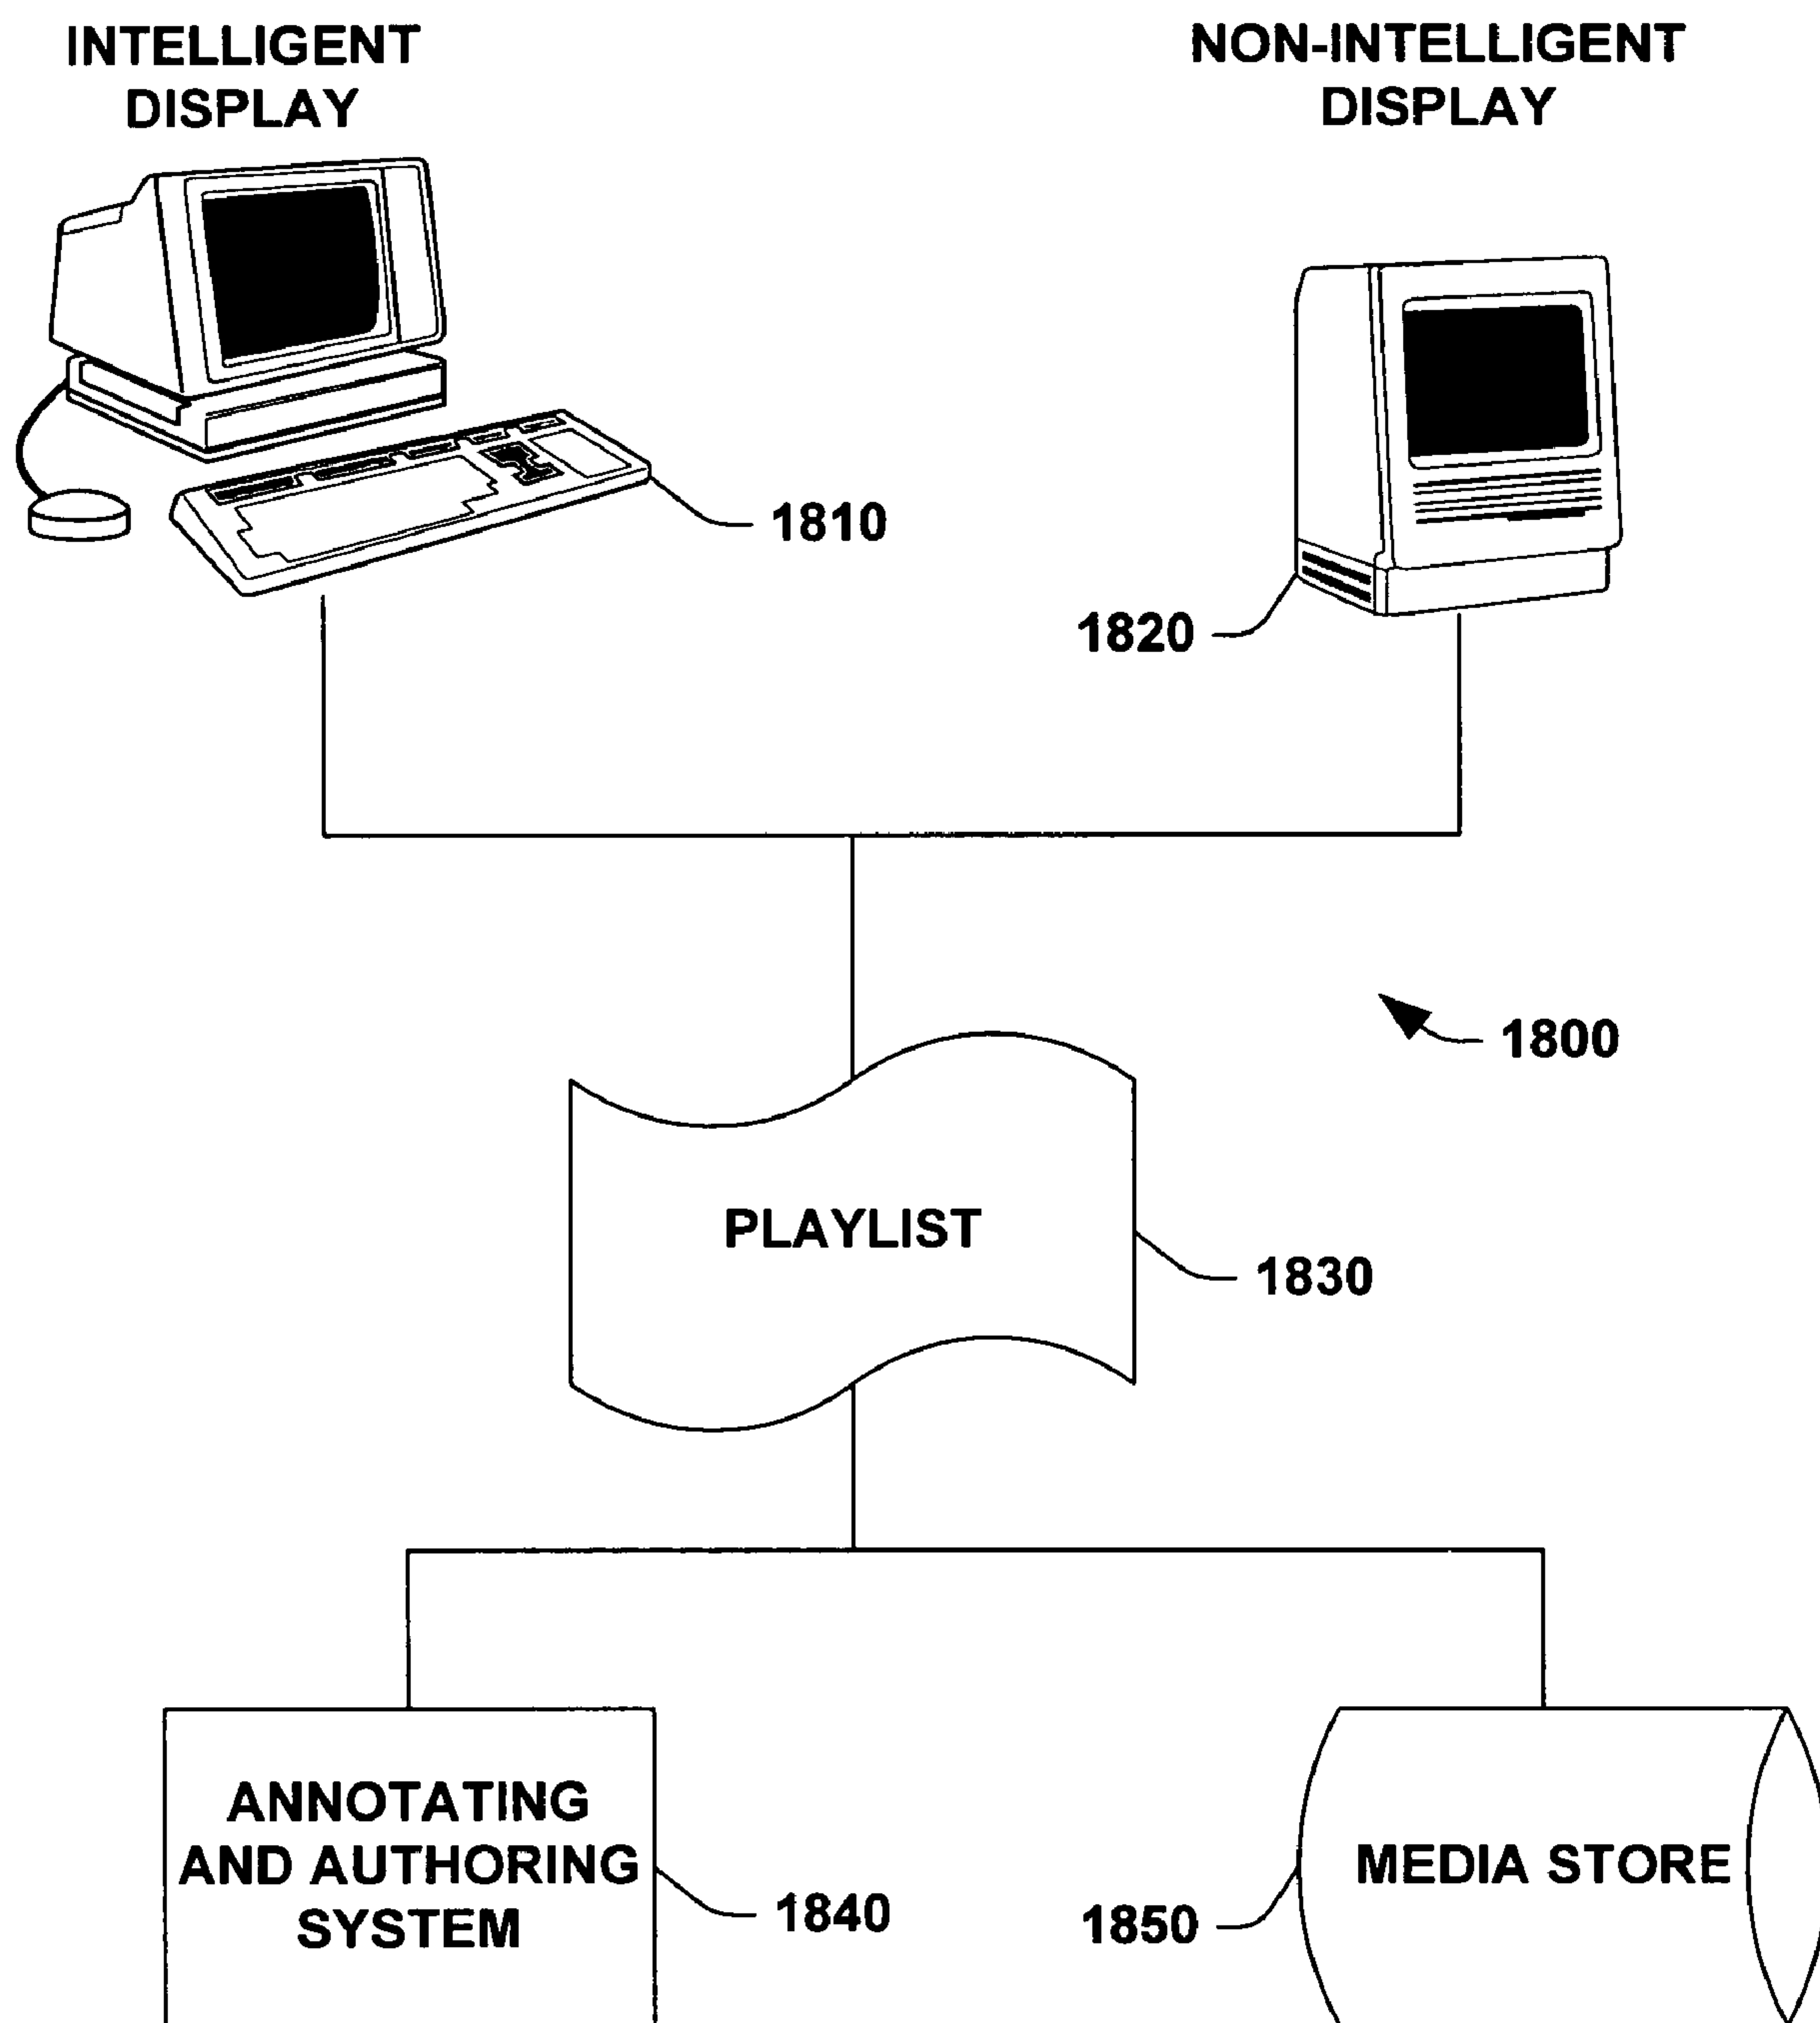 INTELLIGENT
DISPLAY
NON-INTELLIGENT
DISPLAY
1810
1820
1800
PLAYLIST
1830
ANNOTATING
AND AUTHORING
SYSTEM
1840
MEDIA STORE
1850